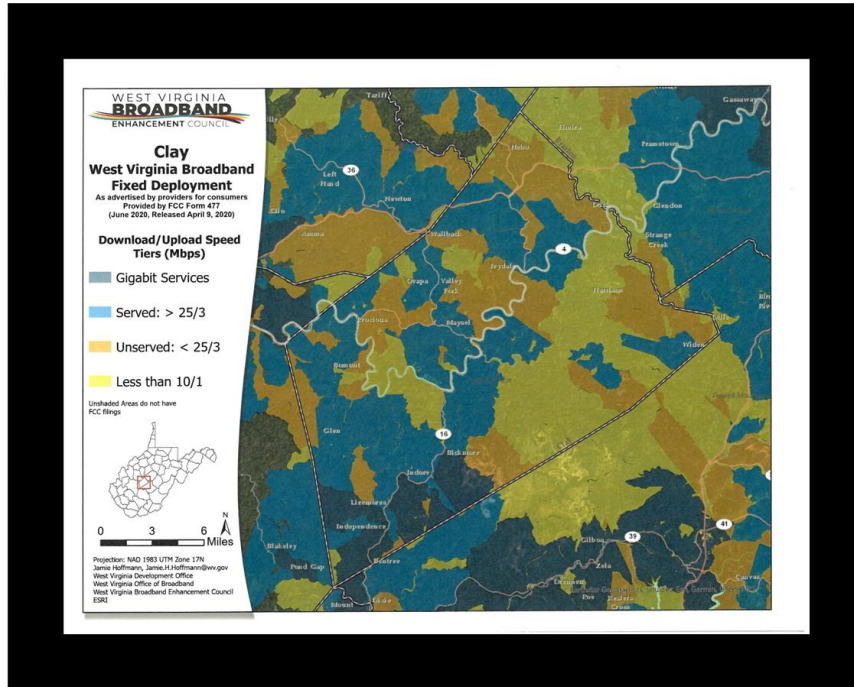 WEST VIRGINIA
BROADBAND
ENHANCEMENT COUNCIL
Clay
West Virginia Broadband
Fixed Deployment
As advertised by providers for consumers
Provided by FCC Form 477
(June 2020, Released April 9, 2020)
Download/Upload Speed
Tiers (Mbps)
Gigabit Services
Served: > 25/3
Unserved: < 25/3
Less than 10/1
Unshaded Areas do not have
FCC filings
N
0 3 6
Miles
Projection: NAD 1983 UTM Zone 17N
Jamie Hoffmann, Jamie.H.Hoffmann@wv.gov
West Virginia Development Office
West Virginia Office of Broadband
West Virginia Broadband Enhancement Council
ESRI
Tariff
Gassaway
Elmira
Frametown
36
Left
Hand
Newton
Glendon
Strange
Creek
Amma
Wallback
4
Ivydale
Ovapa
Valley
Fork
Harrison
Procious
Maysel
Widen
Bomont
Glen
16
Bickmore
Indore
Lizemores
Independence
41
39
Gilboa
Zela
Blakeley
Pond Gap
Bentree
Canvas
Mount